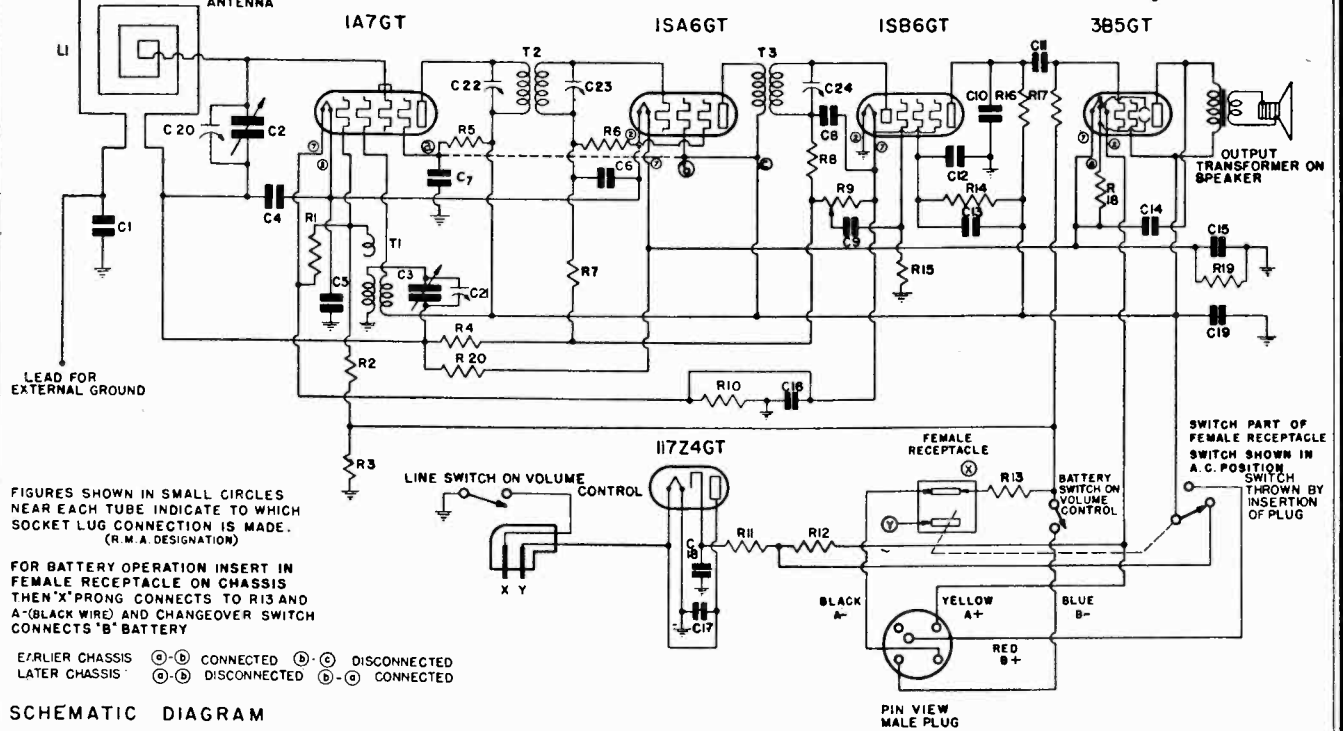 ANTENNA
L1
1A7GT
1SA6GT
1SB6GT
3B5GT
T2
T3
C11
C22
C23
C24
C10
R16
R17
C20
C2
R5
R6
C8
C7
C6
R8
C12
OUTPUT
TRANSFORMER ON
SPEAKER
C4
R9
R14
R
18
C1
R1
C9
C13
C14
C15
T1
R7
R15
R19
C5
C3
C21
C19
R4
R2
R20
LEAD FOR
EXTERNAL GROUND
R10
C16
R3
117Z4GT
FEMALE
RECEPTACLE
SWITCH PART OF
FEMALE RECEPTACLE
SWITCH SHOWN IN
A.C. POSITION
SWITCH
THROWN BY
INSERTION
OF PLUG
LINE SWITCH ON VOLUME
CONTROL
X
R13
BATTERY
SWITCH ON
VOLUME
CONTROL
Y
FIGURES SHOWN IN SMALL CIRCLES
NEAR EACH TUBE INDICATE TO WHICH
SOCKET LUG CONNECTION IS MADE.
(R.M.A. DESIGNATION)
R11
R12
C
18
X Y
C17
FOR BATTERY OPERATION INSERT IN
FEMALE RECEPTACLE ON CHASSIS
THEN "X" PRONG CONNECTS TO R13 AND
A-(BLACK WIRE) AND CHANGEOVER SWITCH
CONNECTS "B" BATTERY
BLACK
A-
YELLOW
A+
BLUE
B-
RED
B+
EARLIER CHASSIS ⓐ-ⓑ CONNECTED ⓑ-ⓒ DISCONNECTED
LATER CHASSIS ⓐ-ⓑ DISCONNECTED ⓑ-ⓐ CONNECTED
SCHEMATIC DIAGRAM
PIN VIEW
MALE PLUG